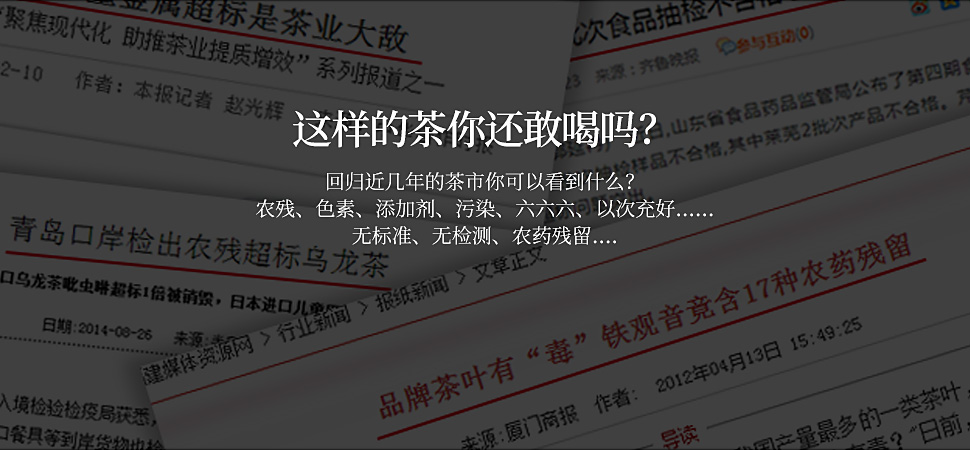 重金属超标是茶业大敌
“聚焦现代化 助推茶业提质增效”系列报道之一
2-10 作者：本报记者 赵光辉
批次食品抽检不合格
23 来源：齐鲁晚报 参与互动(0)
山东省食品药品监管局公布了第四期食
抽检样品不合格,其中莱芜2批次产品不合格。
这样的茶你还敢喝吗？
回归近几年的茶市你可以看到什么？
农残、色素、添加剂、污染、六六六、以次充好……
无标准、无检测、农药残留....
青岛口岸检出农残超标乌龙茶
口乌龙茶吡虫啉超标1倍被销毁，日本进口儿童
日期:2014-08-26 来源:
入境检验检疫局获悉,
口餐具等到岸货物也检
建媒体资源网 > 行业新闻 > 报纸新闻 > 文章正文
品牌茶叶有“毒”铁观音竟含17种农药残留
来源:厦门商报 作者: 2012年04月13日 15:49:25
导读
我国产量最多的一类茶叶,
有毒？“日前,